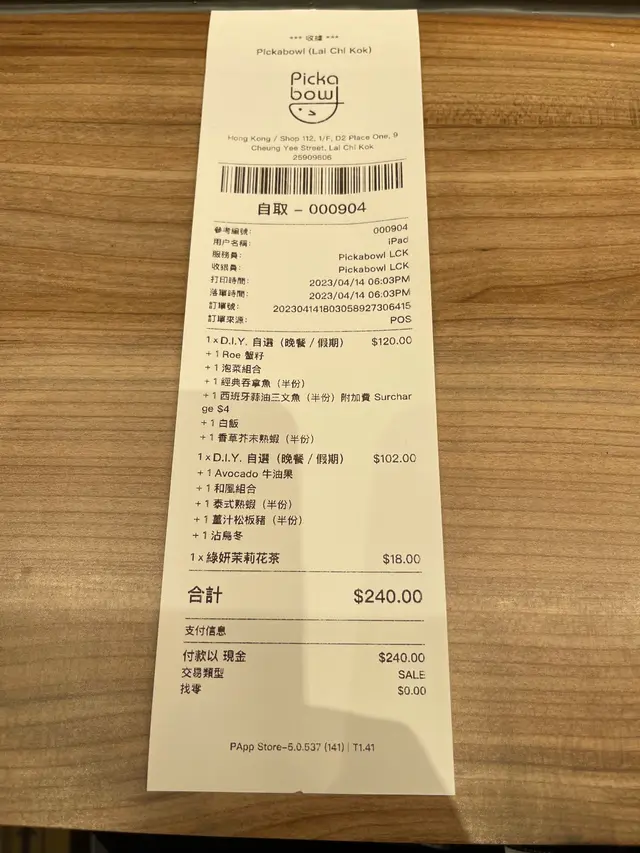 *** 收據 ***
Pickabowl (Lai Chi Kok)
Picka
bowl
Hong Kong / Shop 112, 1/F, D2 Place One, 9
Cheung Yee Street, Lai Chi Kok
25909606
自取 - 000904
參考編號: 000904
用户名稱: iPad
服務員: Pickabowl LCK
收銀員: Pickabowl LCK
打印時間: 2023/04/14 06:03PM
落單時間: 2023/04/14 06:03PM
訂單號: 202304141803058927306415
訂單來源: POS
1 x D.I.Y. 自選（晚餐 / 假期） $120.00
+ 1 Roe 蟹籽
+ 1 泡菜組合
+ 1 經典吞拿魚（半份）
+ 1 西班牙蒜油三文魚（半份）附加費 Surchar
ge $4
+ 1 白飯
+ 1 香草芥末熟蝦（半份）
1 x D.I.Y. 自選（晚餐 / 假期） $102.00
+ 1 Avocado 牛油果
+ 1 和風組合
+ 1 泰式熟蝦（半份）
+ 1 薑汁松板豬（半份）
+ 1 沾烏冬
1 x 綠妍茉莉花茶 $18.00
合計 $240.00
支付信息
付款以 現金 $240.00
交易類型 SALE
找零 $0.00
PApp Store-5.0.537 (141) | T1.41